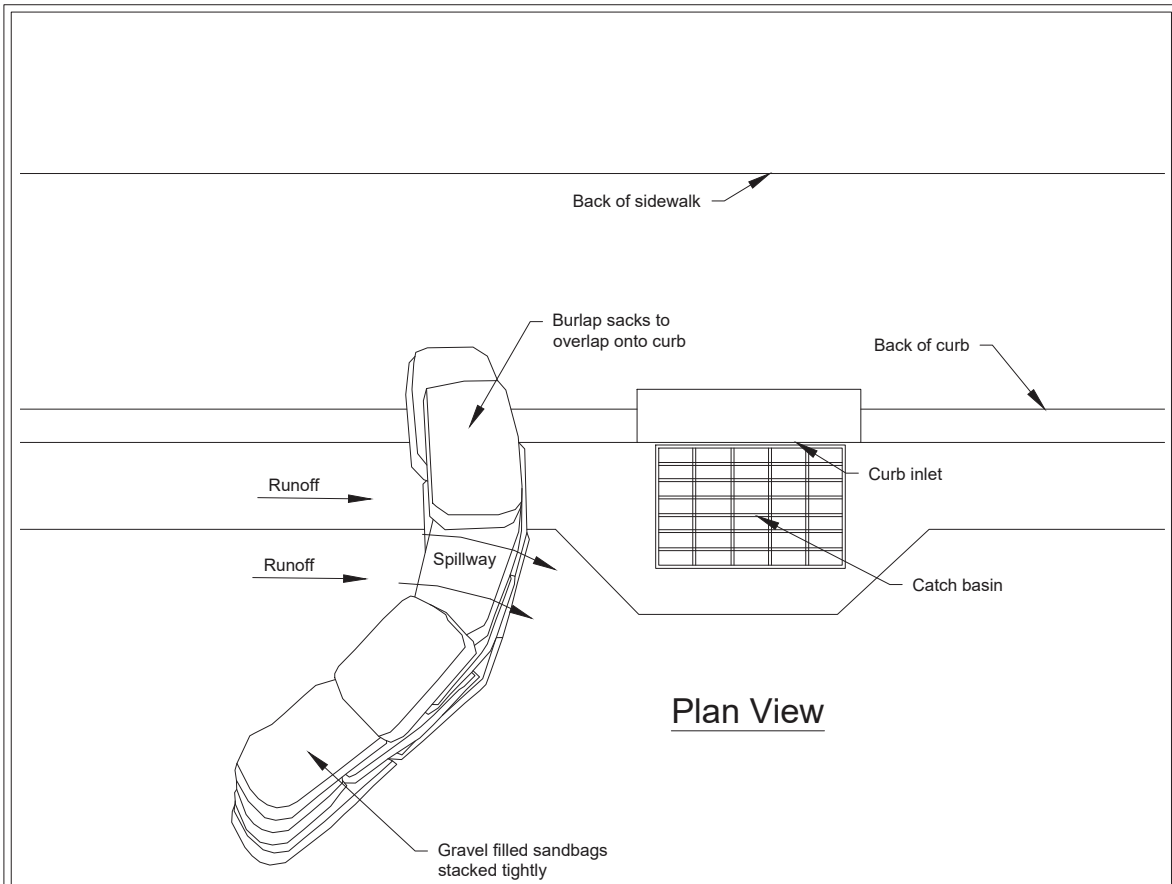 Back of sidewalk
Burlap sacks to
overlap onto curb
Back of curb
Curb inlet
Runoff
Spillway
Runoff
Catch basin
Plan View
Gravel filled sandbags
stacked tightly